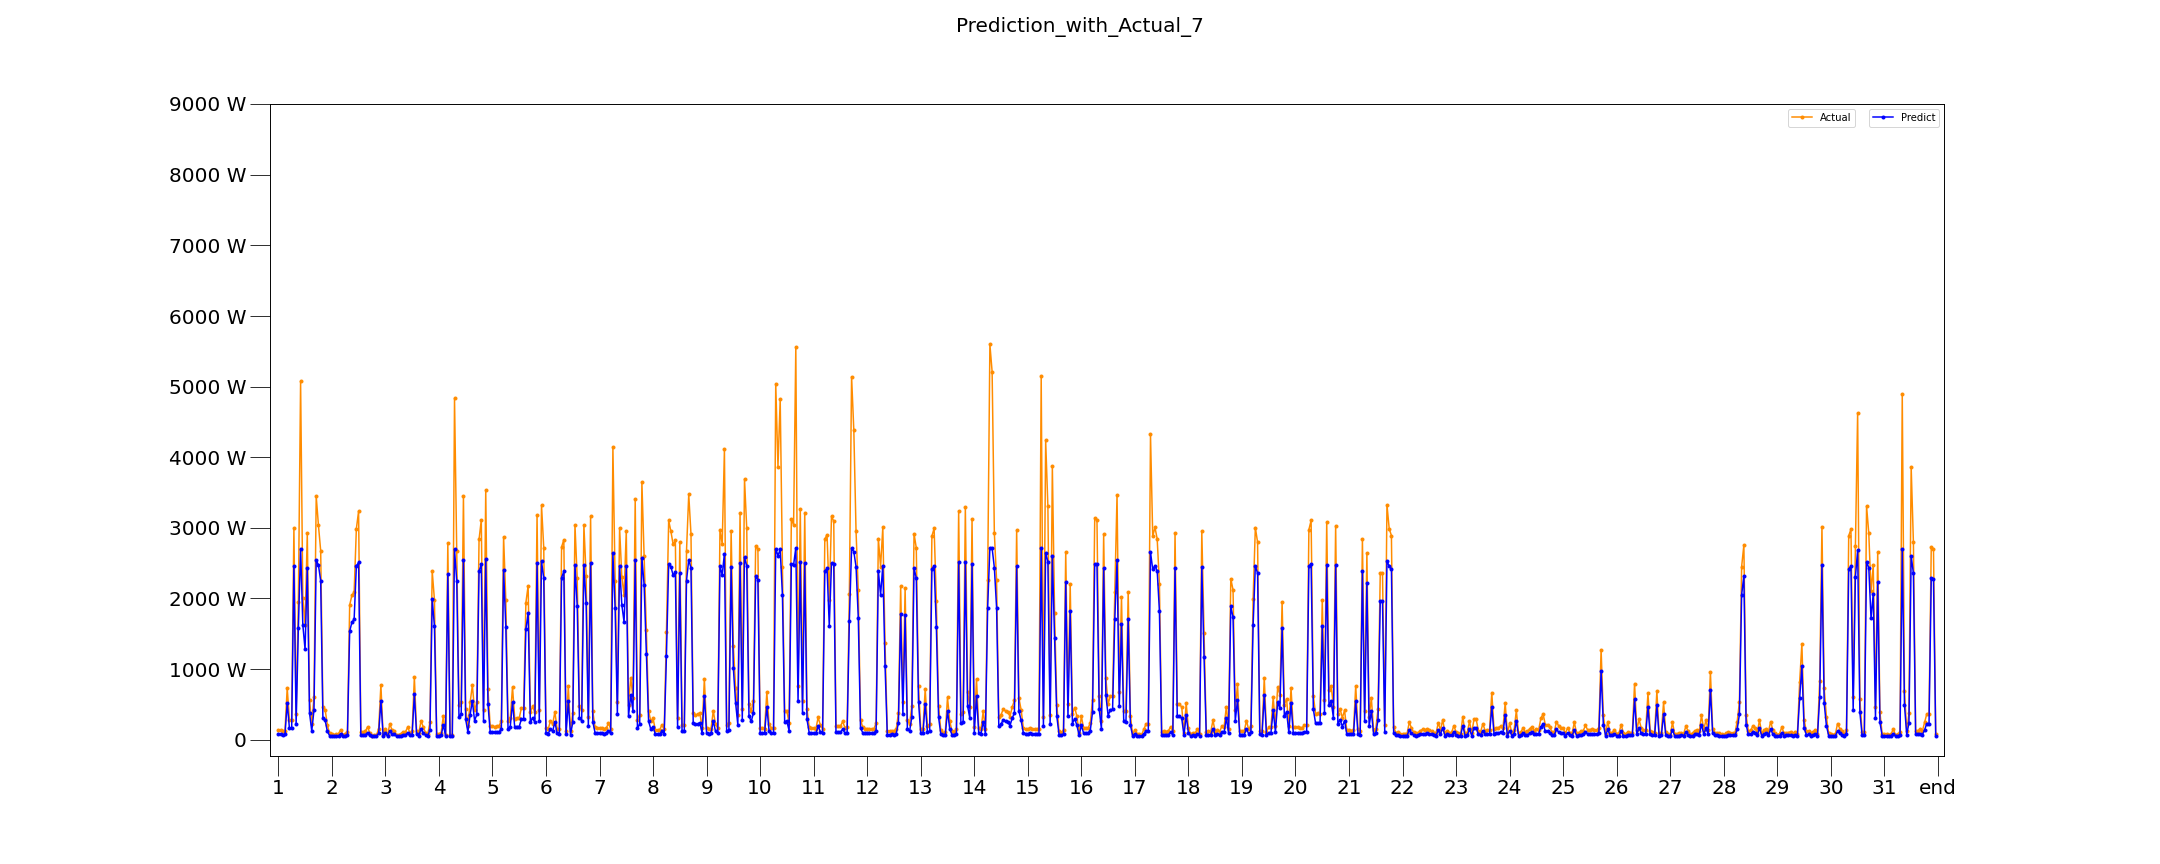 Prediction_with_Actual_7
Actual Predict
9000 W
8000 W
7000 W
6000 W
5000 W
4000 W
3000 W
2000 W
1000 W
0
1 2 3 4 5 6 7 8 9 10 11 12 13 14 15 16 17 18 19 20 21 22 23 24 25 26 27 28 29 30 31 end